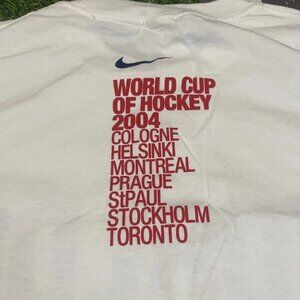 WORLD CUP
OF HOCKEY
2004
COLOGNE
HELSINKI
MONTREAL
PRAGUE
StPAUL
STOCKHOLM
TORONTO